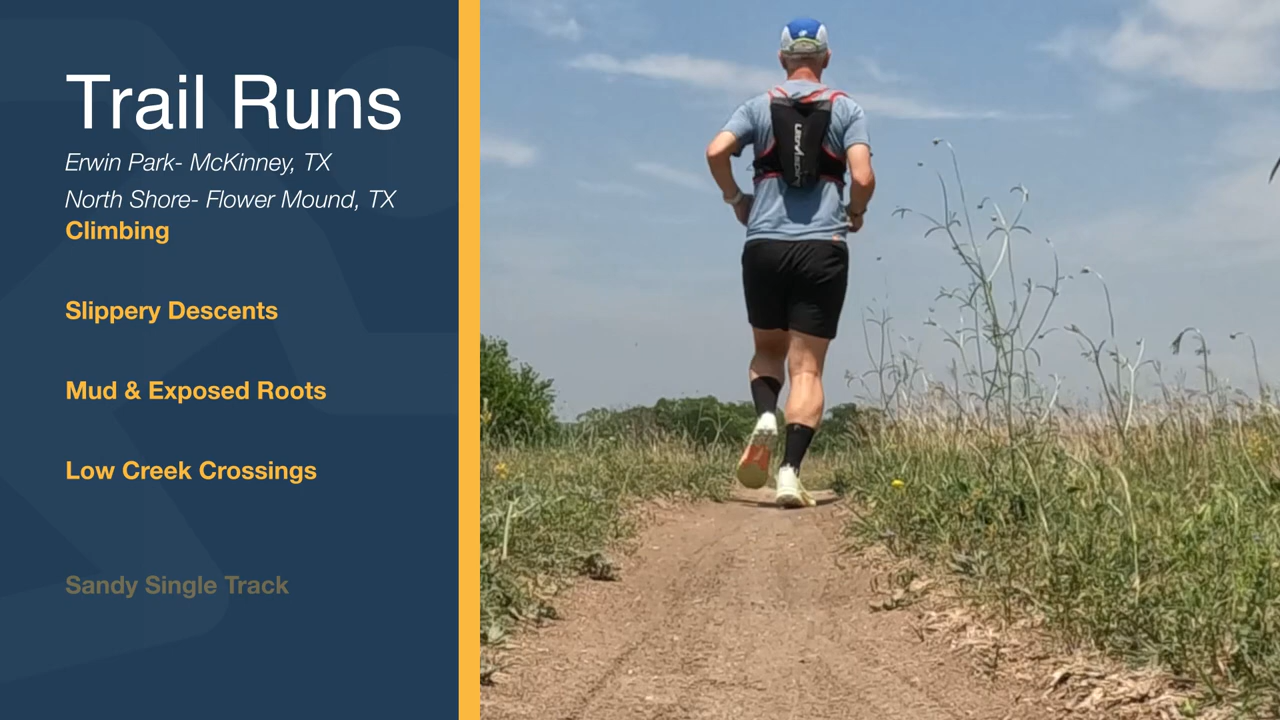 Trail Runs
Erwin Park- McKinney, TX
North Shore- Flower Mound, TX
Climbing
Slippery Descents
Mud & Exposed Roots
Low Creek Crossings
Sandy Single Track